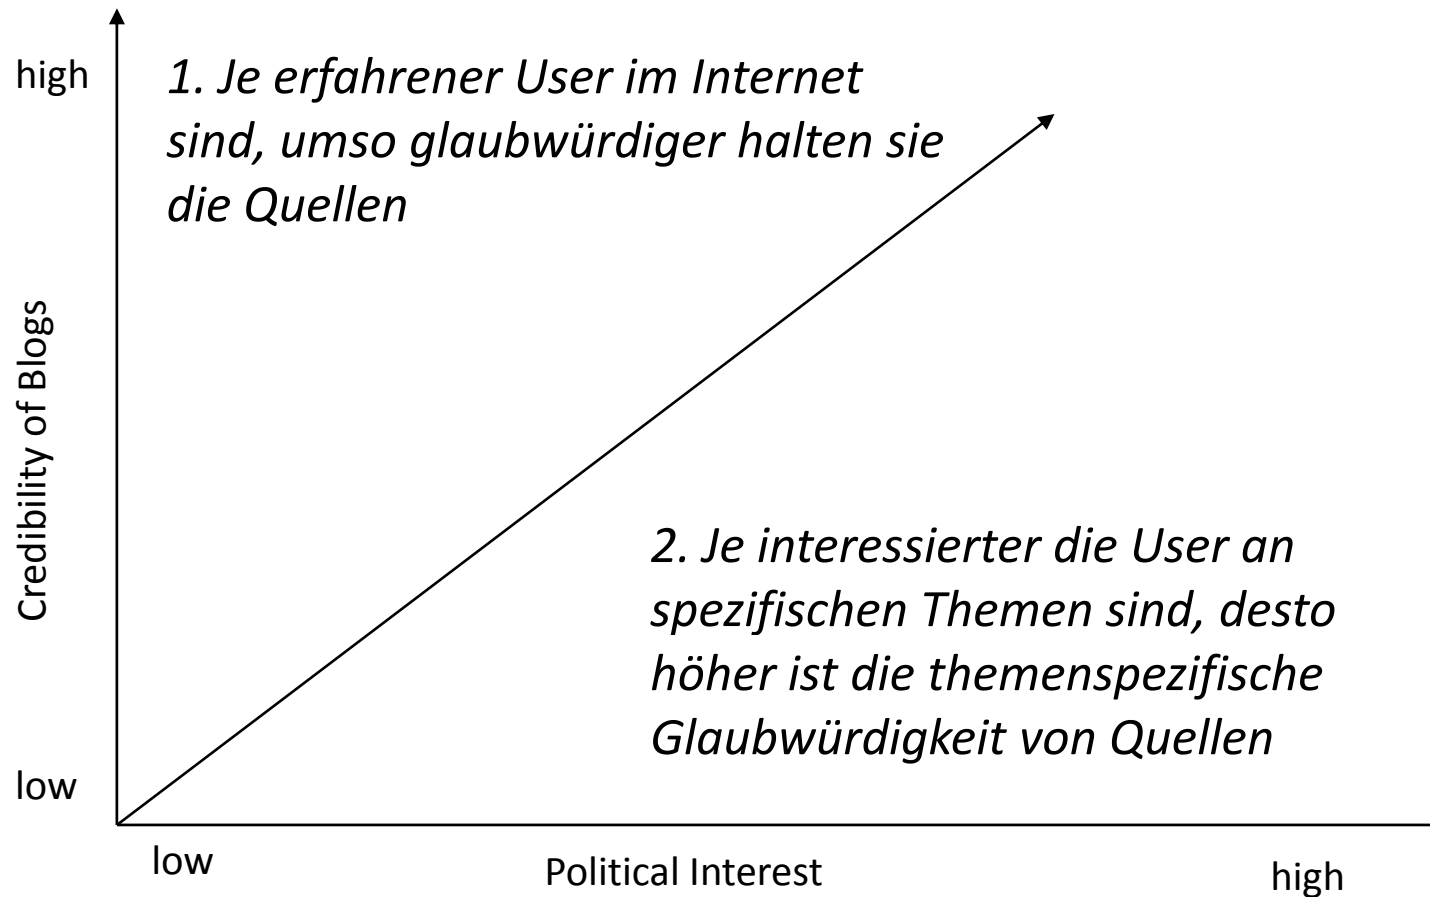 high
1. Je erfahrener User im Internet
sind, umso glaubwürdiger halten sie
die Quellen
Credibility of Blogs
2. Je interessierter die User an
spezifischen Themen sind, desto
höher ist die themenspezifische
Glaubwürdigkeit von Quellen
low
low
Political Interest
high